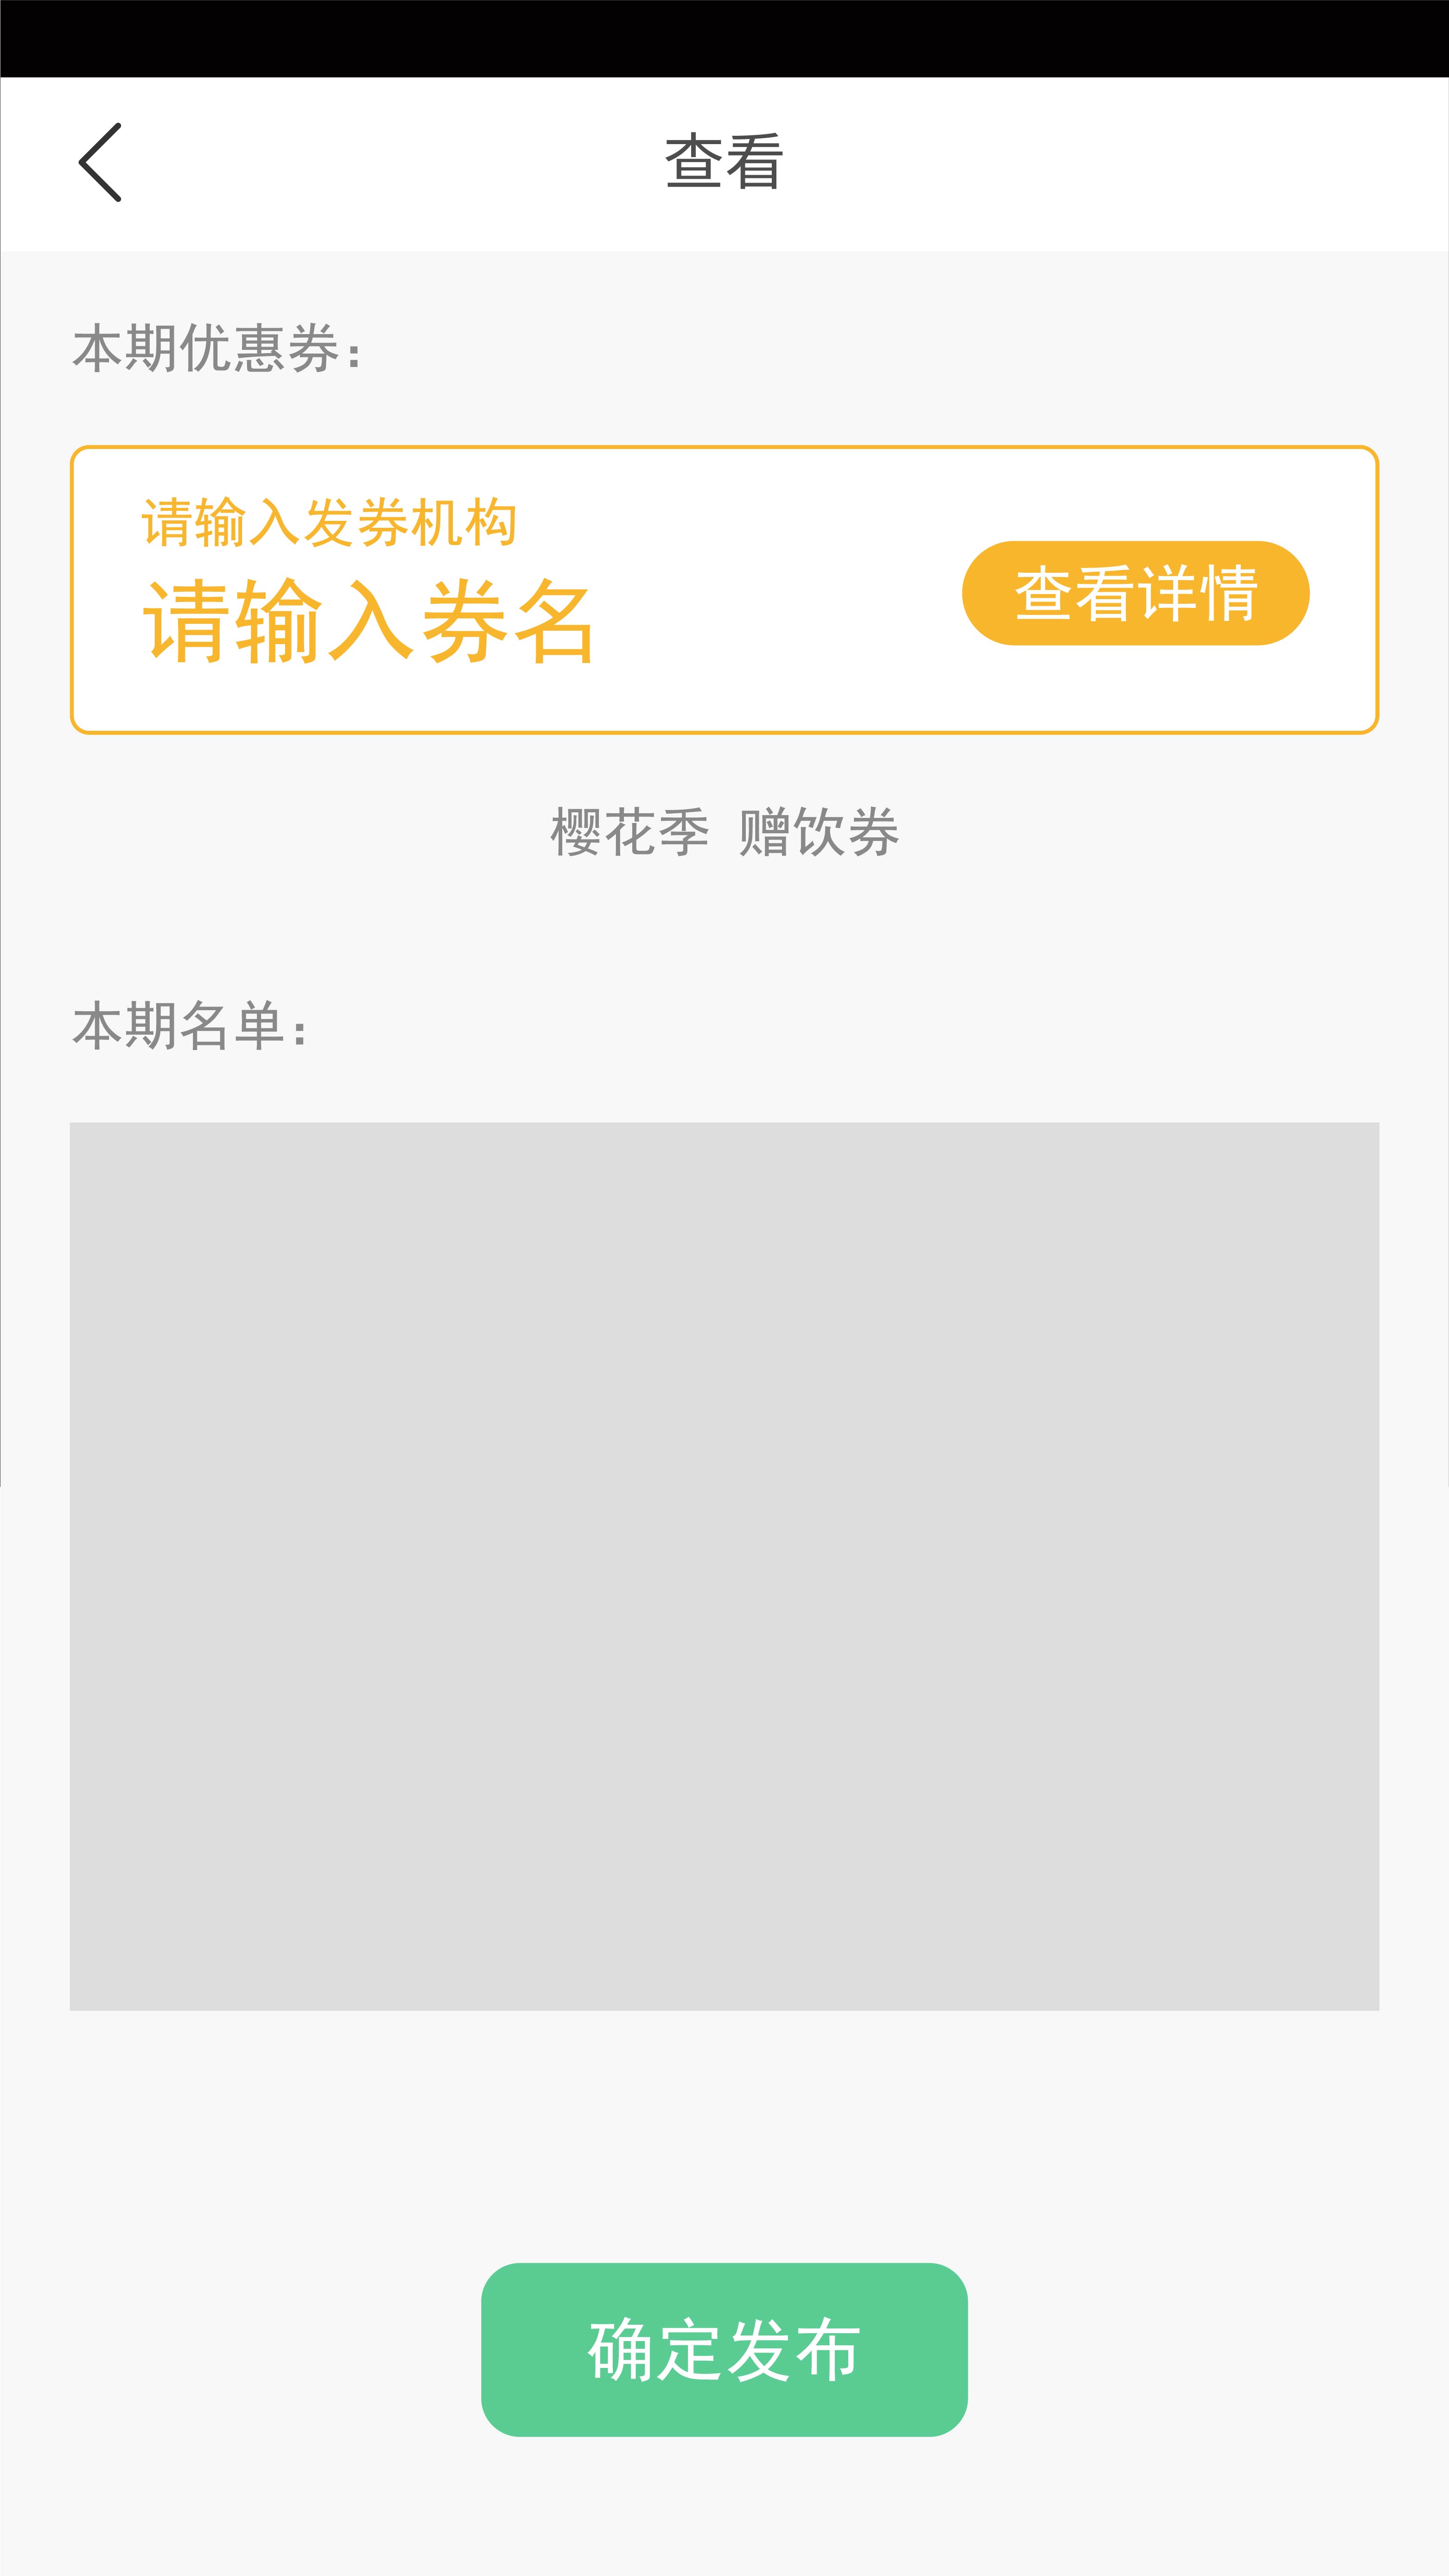 查看
本期优惠券：
请输入发券机构
请输入券名
查看详情
樱花季 赠饮券
本期名单：
确定发布